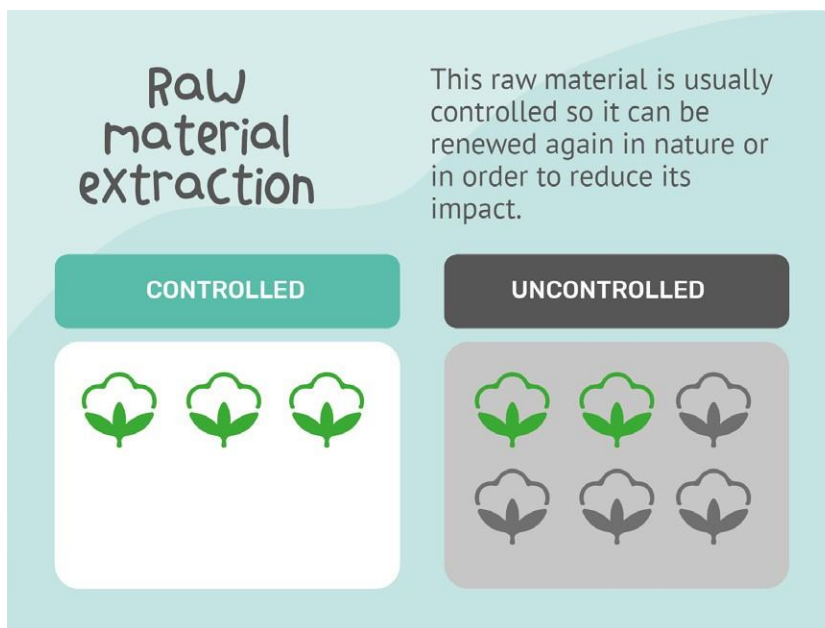 Raw
material
extraction
This raw material is usually
controlled so it can be
renewed again in nature or
in order to reduce its
impact.
CONTROLLED
UNCONTROLLED